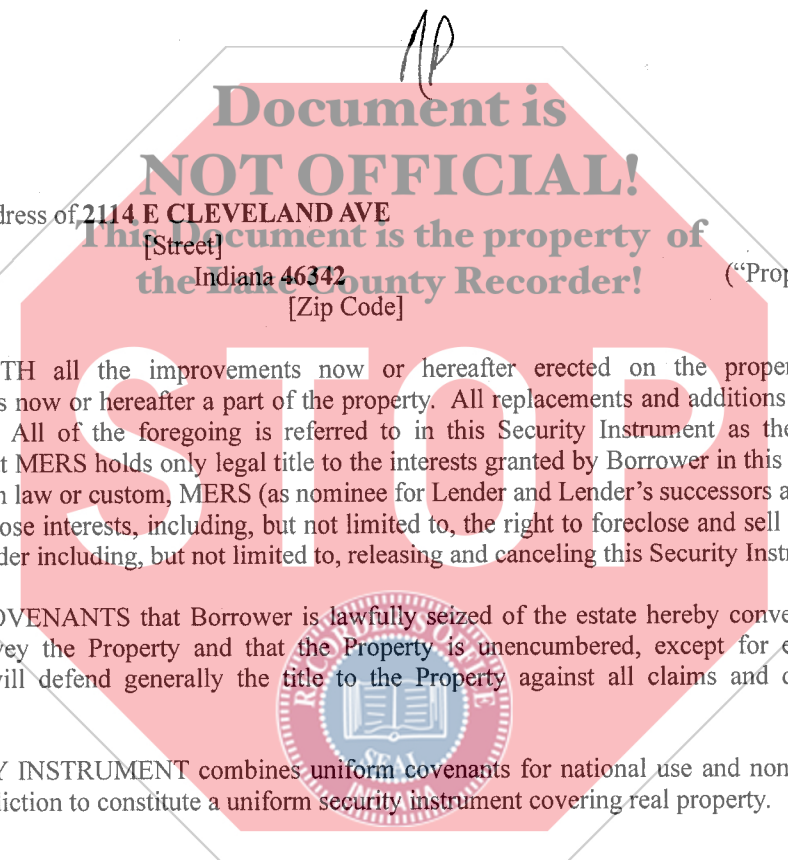 Document is
NOT OFFICIAL!
dress of 2114 E CLEVELAND AVE
This Document is the property of
[Street]
the Lake County Recorder!
Indiana 46342 (“Prop
[Zip Code]
STOP
TH all the improvements now or hereafter erected on the proper
s now or hereafter a part of the property. All replacements and additions
All of the foregoing is referred to in this Security Instrument as the
t MERS holds only legal title to the interests granted by Borrower in this
n law or custom, MERS (as nominee for Lender and Lender’s successors a
ose interests, including, but not limited to, the right to foreclose and sell
der including, but not limited to, releasing and canceling this Security Instr
OVENANTS that Borrower is lawfully seized of the estate hereby conve
vey the Property and that the Property is unencumbered, except for e
will defend generally the title to the Property against all claims and d
RECORDER'S OFFICE
SEAL
INDIANA
Y INSTRUMENT combines uniform covenants for national use and non
diction to constitute a uniform security instrument covering real property.